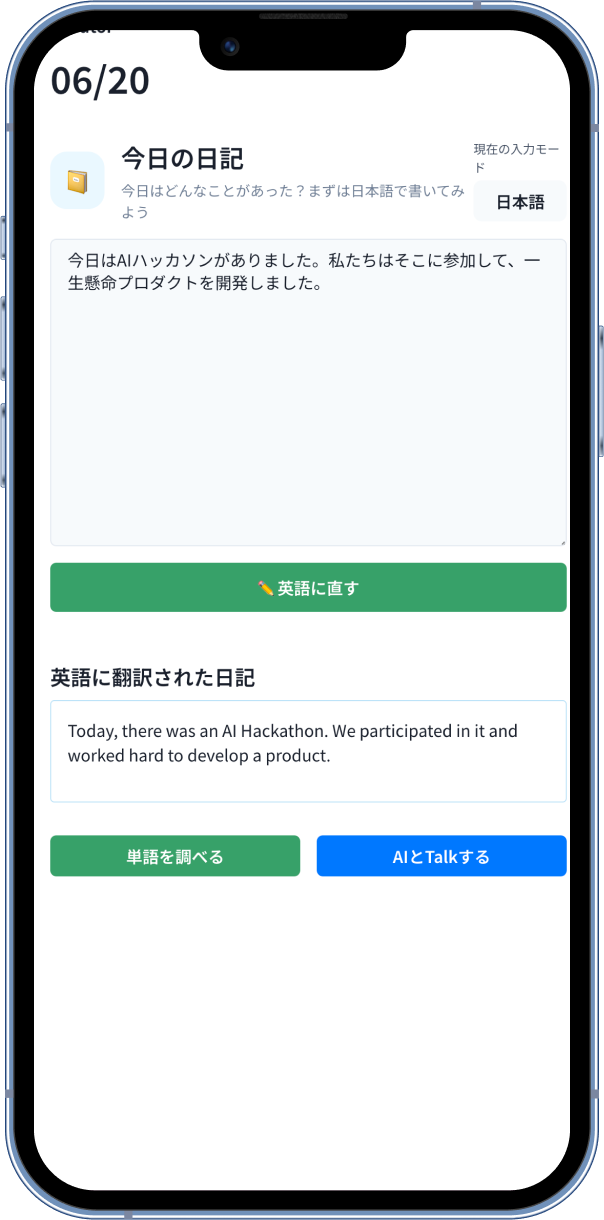 06/20
今日の日記
今日はどんなことがあった？まずは日本語で書いてみ
よう
現在の入力モー
ド
日本語
今日はAIハッカソンがありました。私たちはそこに参加して、一
生懸命プロダクトを開発しました。
英語に直す
英語に翻訳された日記
Today, there was an AI Hackathon. We participated in it and
worked hard to develop a product.
単語を調べる
AIとTalkする